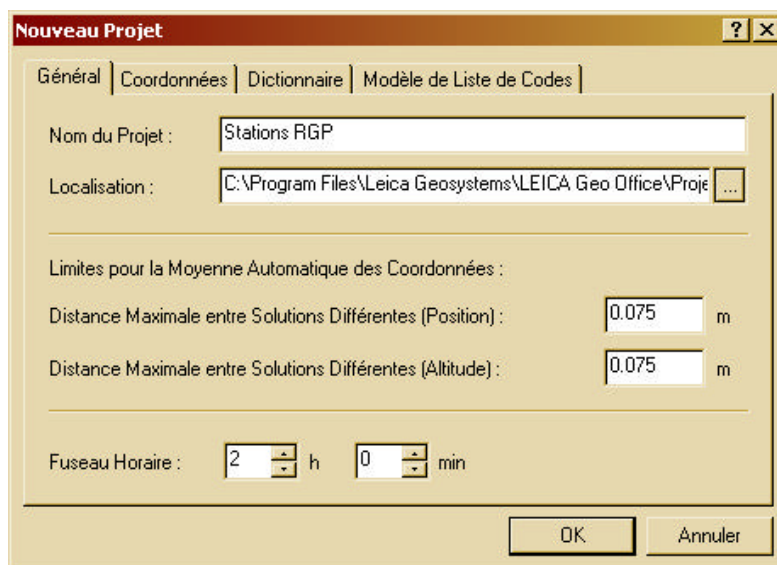 Nouveau Projet
Général Coordonnées Dictionnaire Modèle de Liste de Codes
Nom du Projet : Stations RGP
Localisation : C:\Program Files\Leica Geosystems\LEICA Geo Office\Proje ...
Limites pour la Moyenne Automatique des Coordonnées :
Distance Maximale entre Solutions Différentes (Position) : 0.075 m
Distance Maximale entre Solutions Différentes (Altitude) : 0.075 m
Fuseau Horaire : 2 h 0 min
OK Annuler